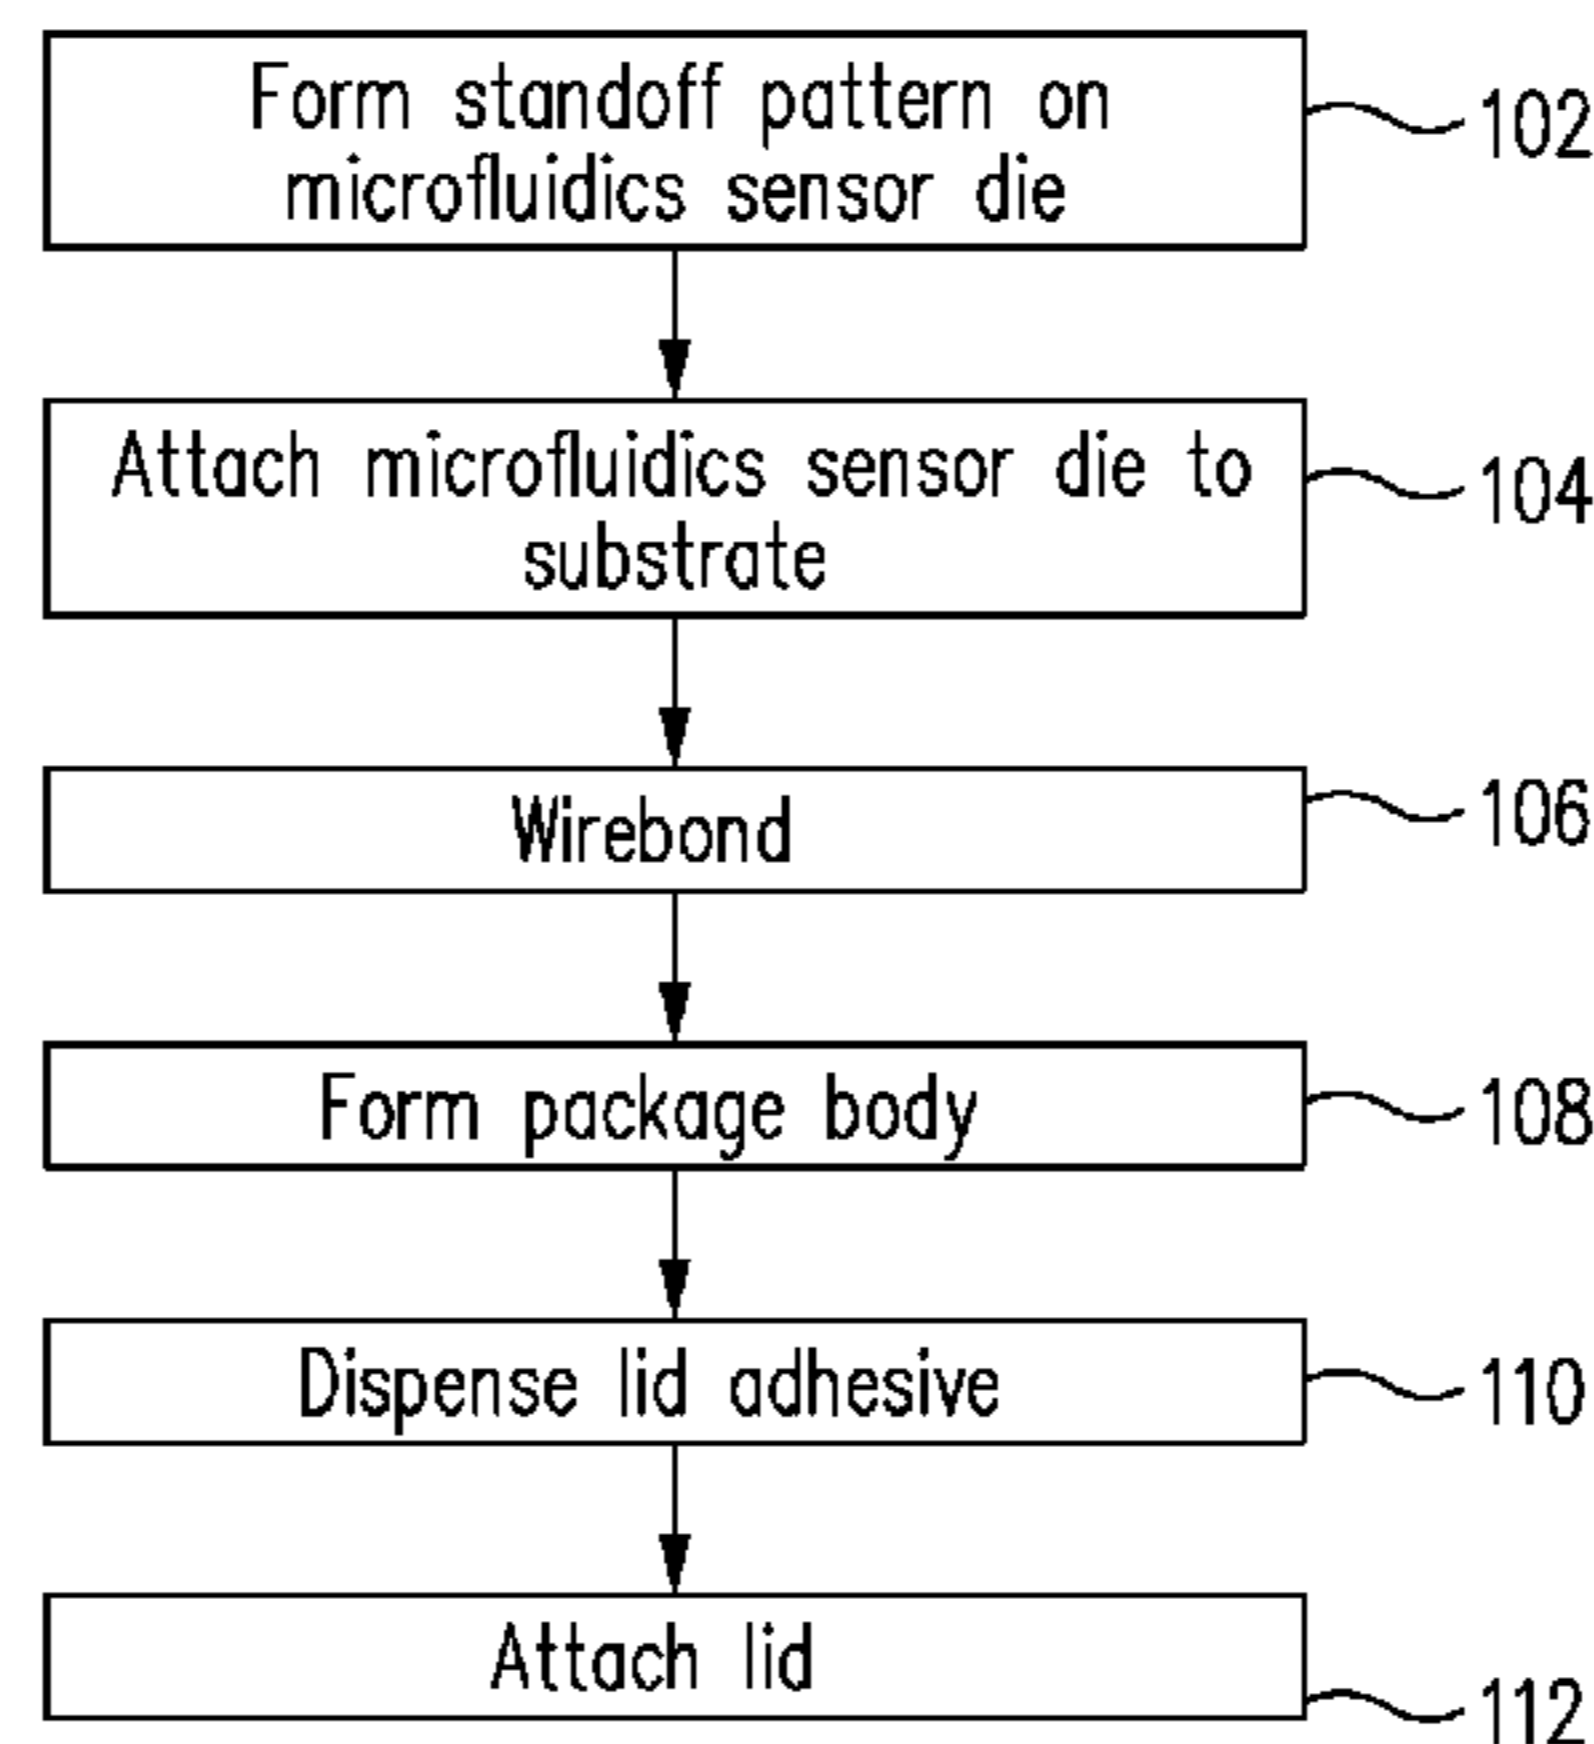 Form standoff pattern on
microfluidics sensor die
102
Attach microfluidics sensor die to
substrate
104
Wirebond
106
Form package body
108
Dispense lid adhesive
110
Attach lid
112